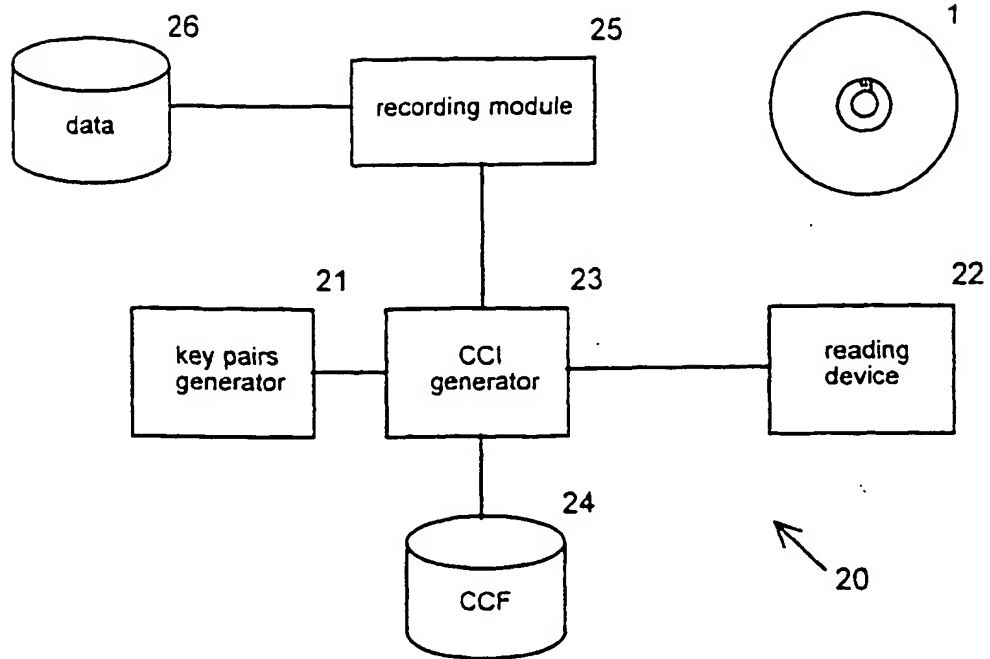 26
25
1
data
recording module
21
23
22
key pairs
generator
CCI
generator
reading
device
24
CCF
20